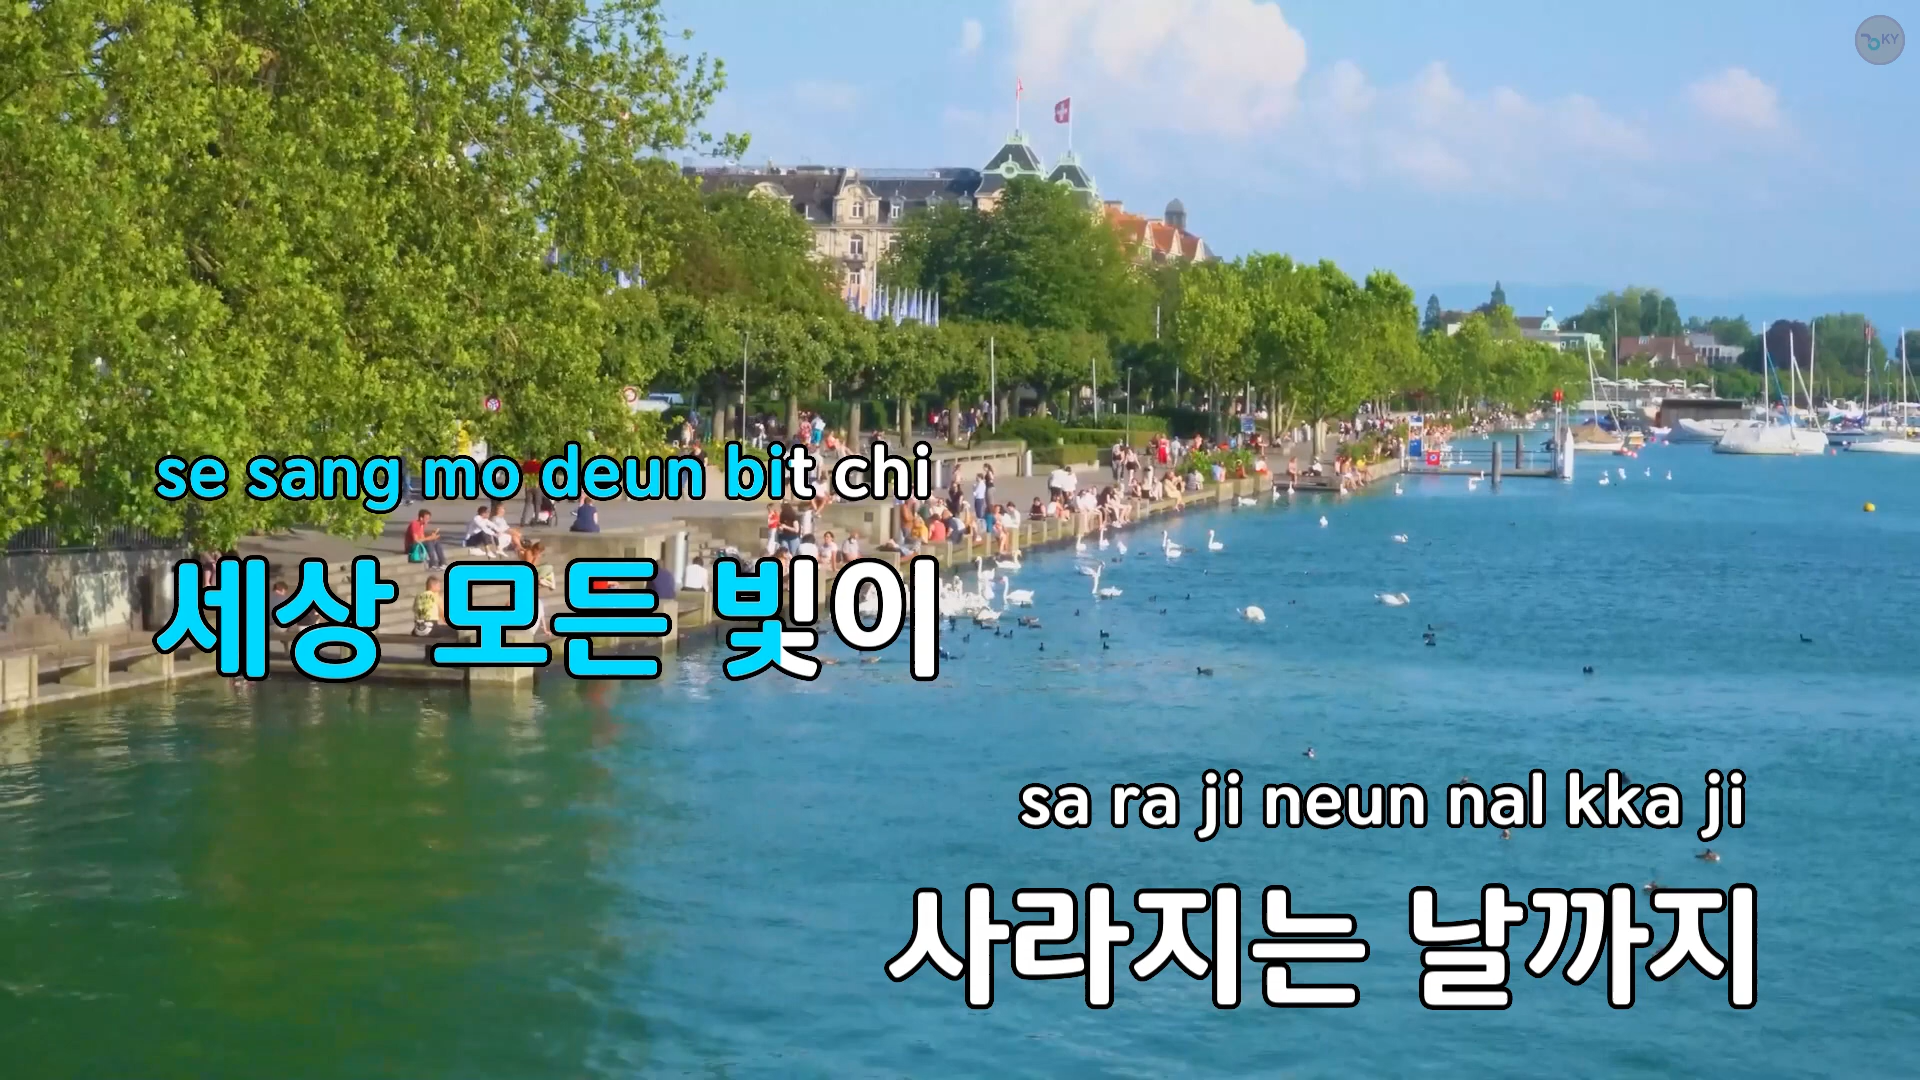 KY
se sang mo deun bit chi
세상 모든 빛이
sa ra ji neun nal kka ji
사라지는 날까지